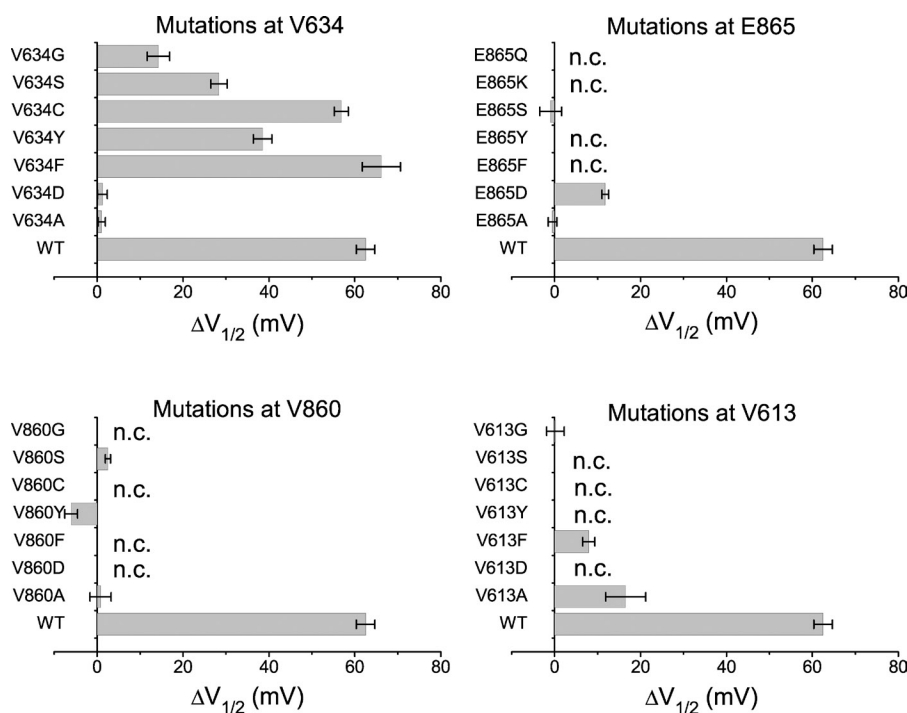 Mutations at V634
V634G
V634S
V634C
V634Y
V634F
V634D
V634A
WT
0 20 40 60 80
ΔV1/2 (mV)
Mutations at E865
E865Q n.c.
E865K n.c.
E865S
E865Y n.c.
E865F n.c.
E865D
E865A
WT
0 20 40 60 80
ΔV1/2 (mV)
Mutations at V860
V860G n.c.
V860S
V860C n.c.
V860Y
V860F n.c.
V860D n.c.
V860A
WT
0 20 40 60 80
ΔV1/2 (mV)
Mutations at V613
V613G
V613S n.c.
V613C n.c.
V613Y n.c.
V613F
V613D n.c.
V613A
WT
0 20 40 60 80
ΔV1/2 (mV)